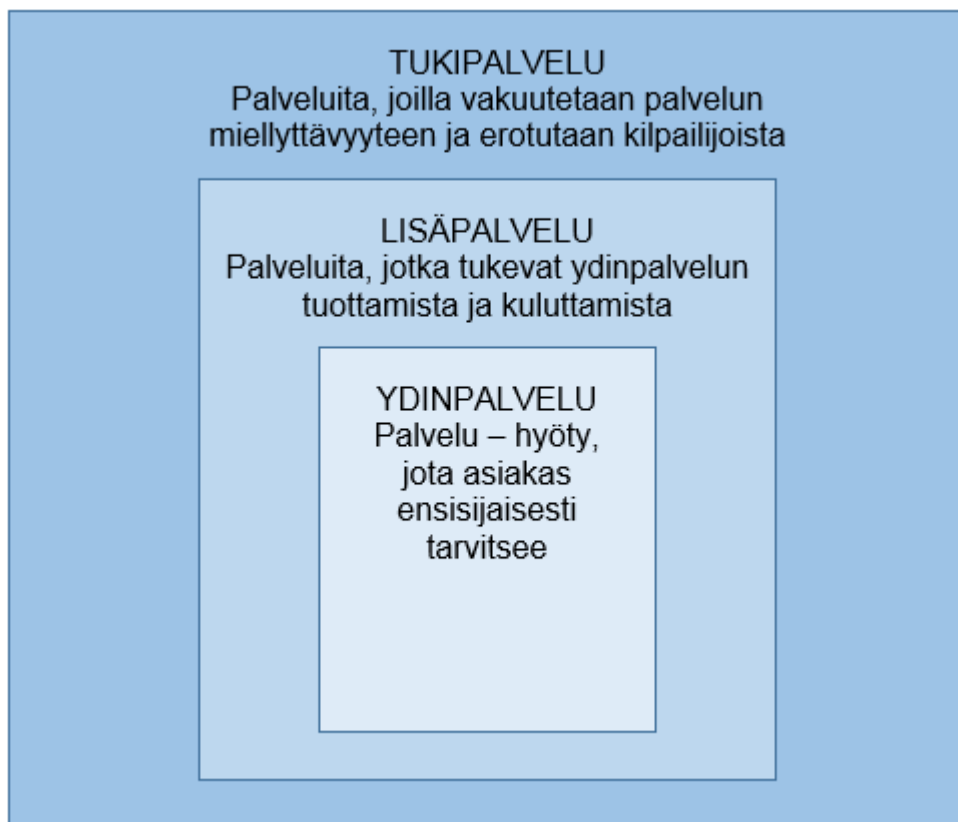 TUKIPALVELU
Palveluita, joilla vakuutetaan palvelun
miellyttävyyteen ja erotutaan kilpailijoista
LISÄPALVELU
Palveluita, jotka tukevat ydinpalvelun
tuottamista ja kuluttamista
YDINPALVELU
Palvelu – hyöty,
jota asiakas
ensisijaisesti
tarvitsee